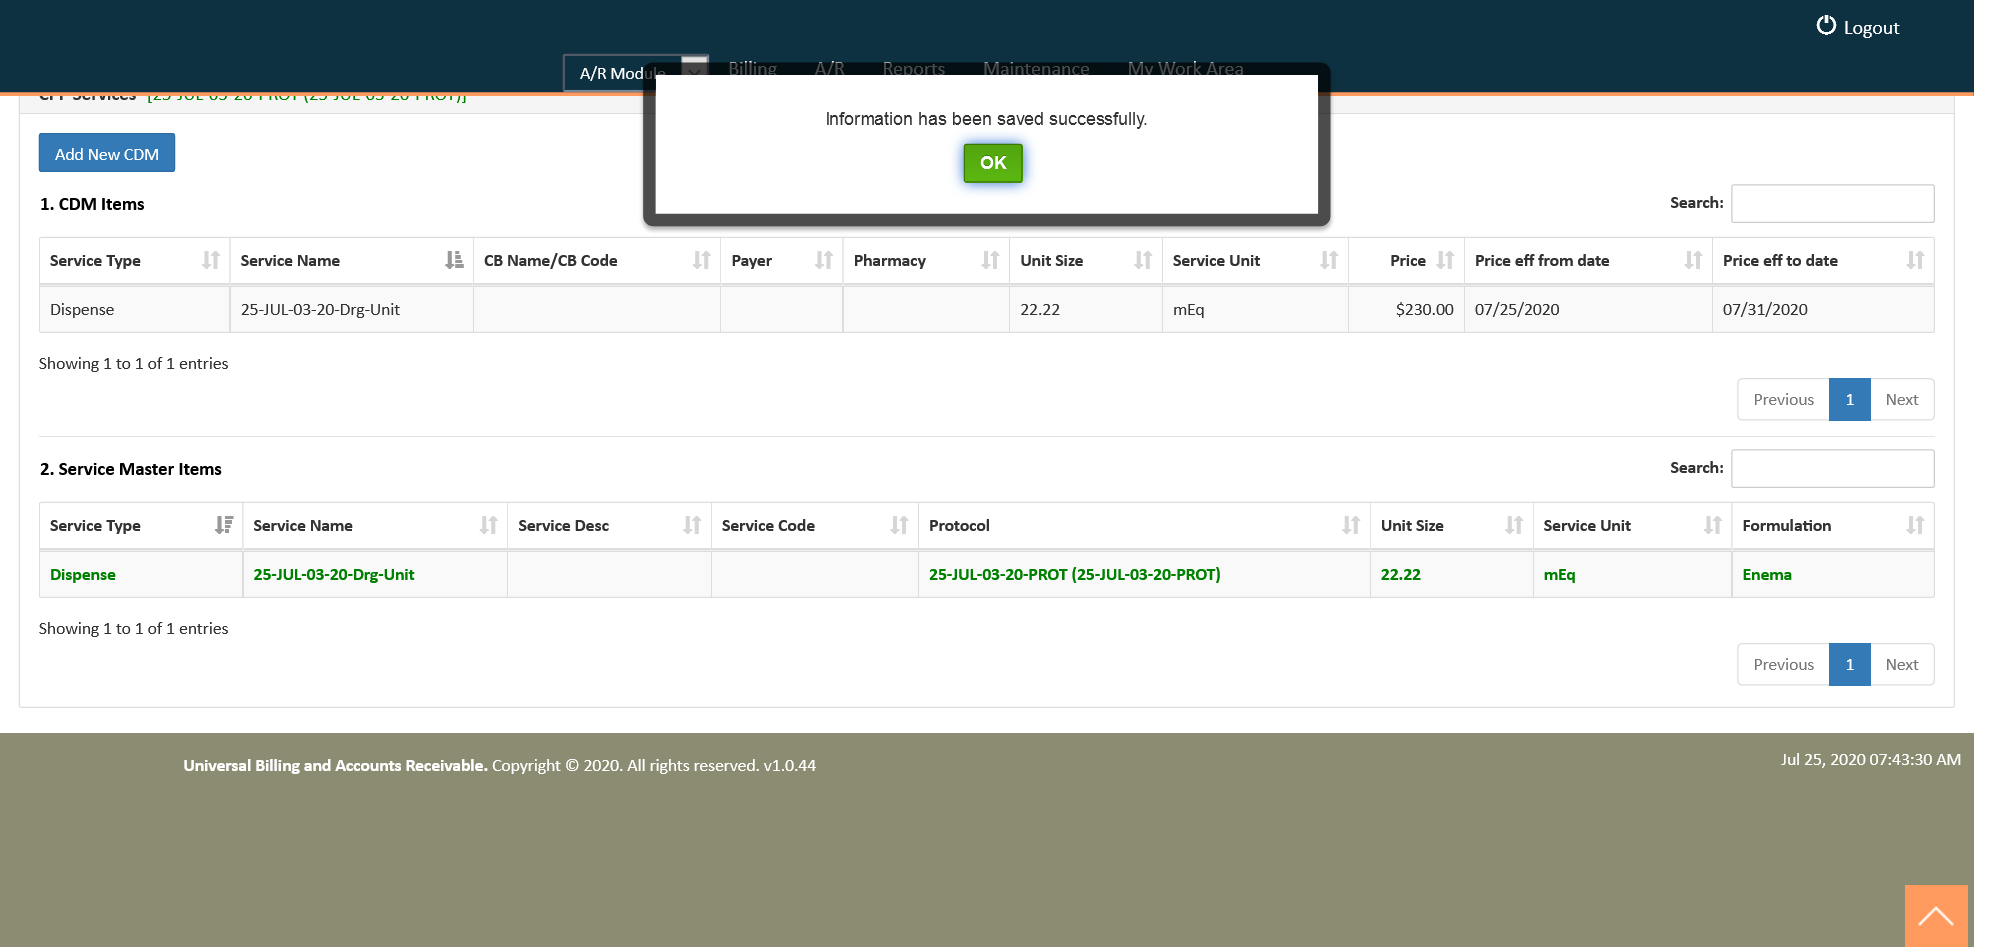 Logout
A/R Module Billing A/R Reports Maintenance My Work Area
Services [25-JUL-03-20-PROT (25-JUL-03-20-PROT)]
Information has been saved successfully.
OK
Add New CDM
1. CDM Items
Search:
Service Type Service Name CB Name/CB Code Payer Pharmacy Unit Size Service Unit Price Price eff from date Price eff to date
Dispense 25-JUL-03-20-Drg-Unit 22.22 mEq $230.00 07/25/2020 07/31/2020
Showing 1 to 1 of 1 entries
Previous 1 Next
2. Service Master Items
Search:
Service Type Service Name Service Desc Service Code Protocol Unit Size Service Unit Formulation
Dispense 25-JUL-03-20-Drg-Unit 25-JUL-03-20-PROT (25-JUL-03-20-PROT) 22.22 mEq Enema
Showing 1 to 1 of 1 entries
Previous 1 Next
Universal Billing and Accounts Receivable. Copyright © 2020. All rights reserved. v1.0.44
Jul 25, 2020 07:43:30 AM